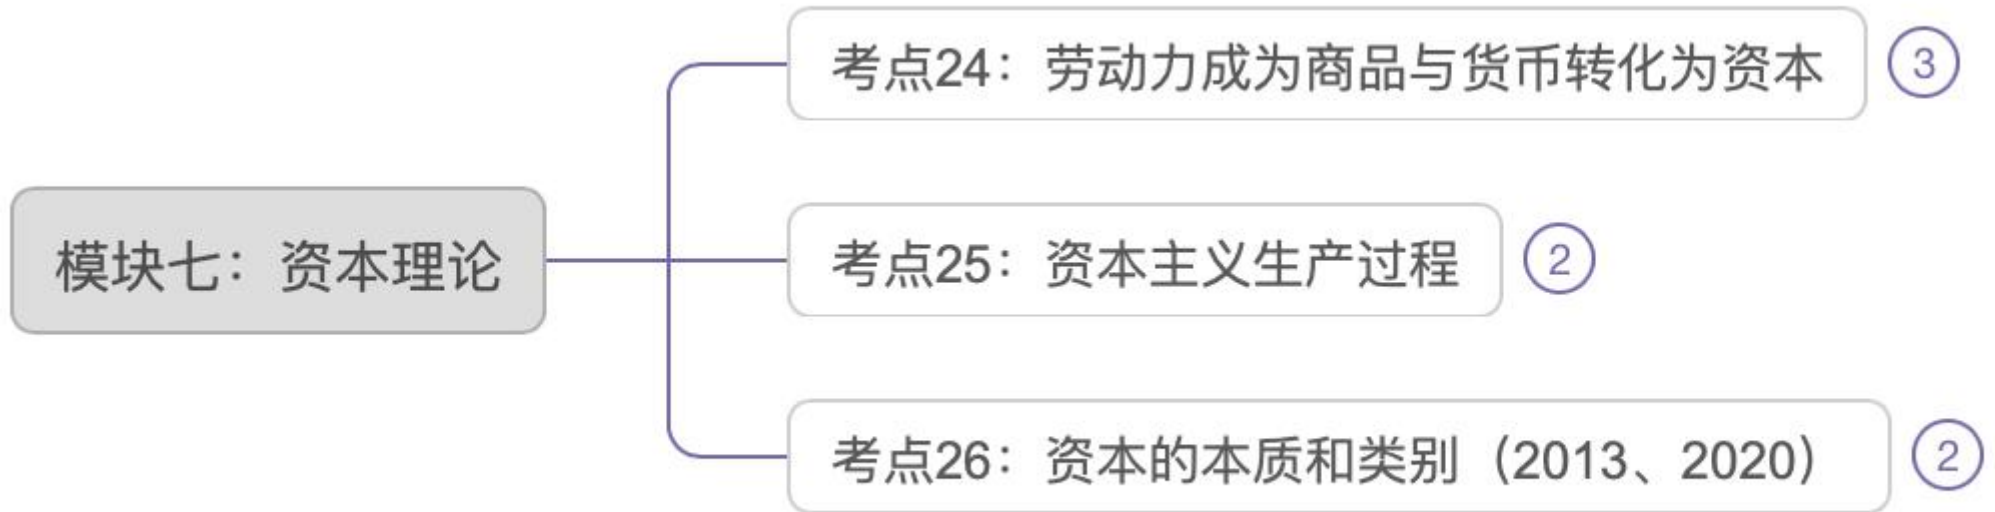 考点24：劳动力成为商品与货币转化为资本
3
模块七：资本理论
考点25：资本主义生产过程
2
考点26：资本的本质和类别（2013、2020）
2